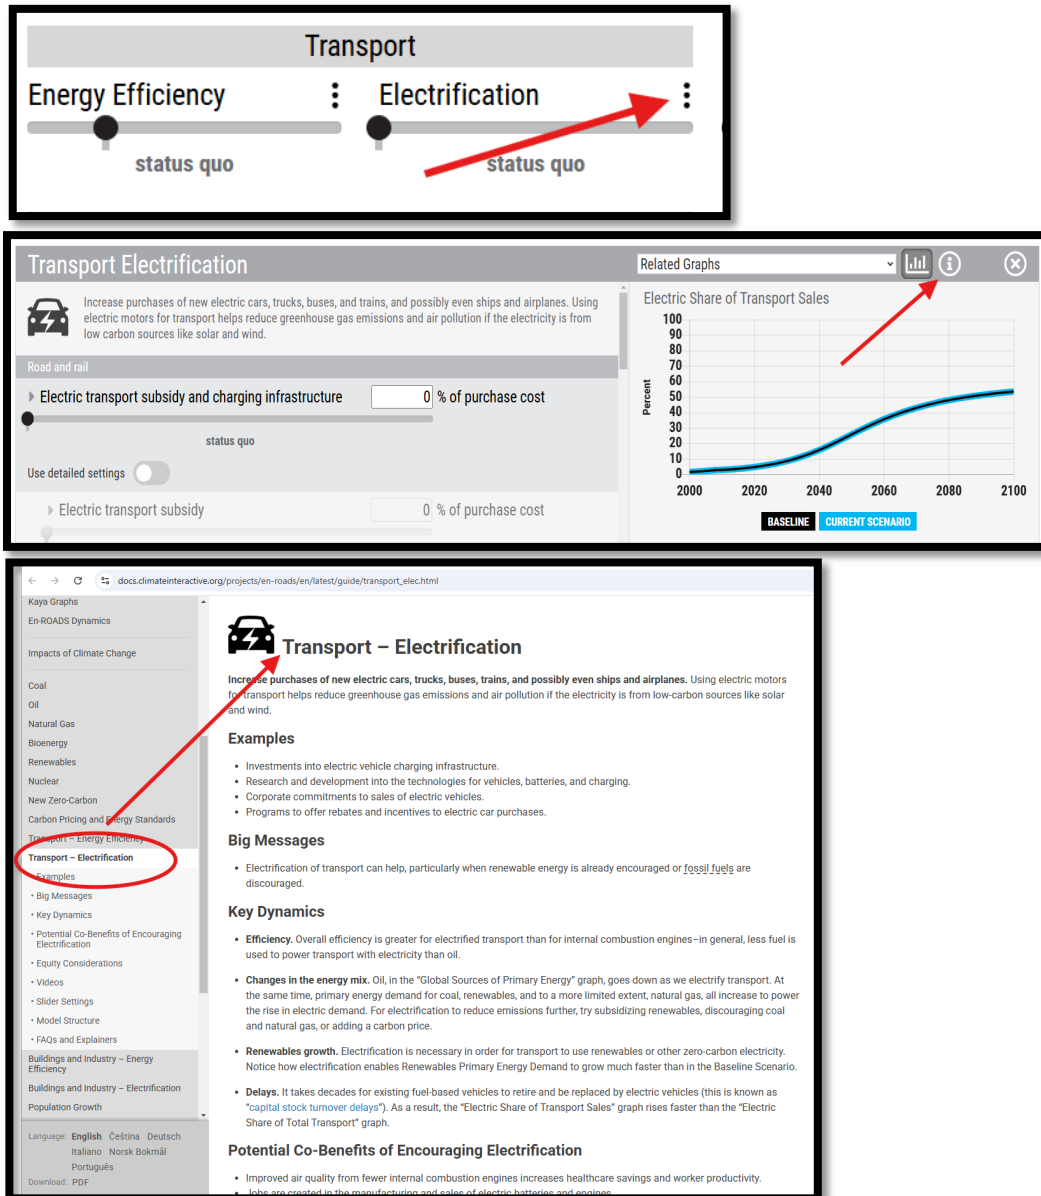 Transport
Energy Efficiency
Electrification
status quo
status quo
Transport Electrification
Related Graphs
Increase purchases of new electric cars, trucks, buses, and trains, and possibly even ships and airplanes. Using
electric motors for transport helps reduce greenhouse gas emissions and air pollution if the electricity is from
low carbon sources like solar and wind.
Road and rail
Electric transport subsidy and charging infrastructure 0 % of purchase cost
status quo
Use detailed settings
Electric transport subsidy 0 % of purchase cost
Electric Share of Transport Sales
Percent
100
90
80
70
60
50
40
30
20
10
0
2000 2020 2040 2060 2080 2100
BASELINE CURRENT SCENARIO
docs.climateinteractive.org/projects/en-roads/en/latest/guide/transport_elec.html
Kaya Graphs
En-ROADS Dynamics
Impacts of Climate Change
Coal
Oil
Natural Gas
Bioenergy
Renewables
Nuclear
New Zero-Carbon
Carbon Pricing and Energy Standards
Transport – Energy Efficiency
Transport – Electrification
• Examples
• Big Messages
• Key Dynamics
• Potential Co-Benefits of Encouraging
Electrification
• Equity Considerations
• Videos
• Slider Settings
• Model Structure
• FAQs and Explainers
Buildings and Industry – Energy
Efficiency
Buildings and Industry – Electrification
Population Growth
Language: English Čeština Deutsch
Italiano Norsk Bokmål
Português
Download: PDF
Transport – Electrification
Increase purchases of new electric cars, trucks, buses, trains, and possibly even ships and airplanes. Using electric motors
for transport helps reduce greenhouse gas emissions and air pollution if the electricity is from low-carbon sources like solar
and wind.
Examples
• Investments into electric vehicle charging infrastructure.
• Research and development into the technologies for vehicles, batteries, and charging.
• Corporate commitments to sales of electric vehicles.
• Programs to offer rebates and incentives to electric car purchases.
Big Messages
• Electrification of transport can help, particularly when renewable energy is already encouraged or fossil fuels are
discouraged.
Key Dynamics
• Efficiency. Overall efficiency is greater for electrified transport than for internal combustion engines–in general, less fuel is
used to power transport with electricity than oil.
• Changes in the energy mix. Oil, in the “Global Sources of Primary Energy” graph, goes down as we electrify transport. At
the same time, primary energy demand for coal, renewables, and to a more limited extent, natural gas, all increase to power
the rise in electric demand. For electrification to reduce emissions further, try subsidizing renewables, discouraging coal
and natural gas, or adding a carbon price.
• Renewables growth. Electrification is necessary in order for transport to use renewables or other zero-carbon electricity.
Notice how electrification enables Renewables Primary Energy Demand to grow much faster than in the Baseline Scenario.
• Delays. It takes decades for existing fuel-based vehicles to retire and be replaced by electric vehicles (this is known as
“capital stock turnover delays”). As a result, the “Electric Share of Transport Sales” graph rises faster than the “Electric
Share of Total Transport” graph.
Potential Co-Benefits of Encouraging Electrification
• Improved air quality from fewer internal combustion engines increases healthcare savings and worker productivity.
• Jobs are created in the manufacturing and sales of electric batteries and engines.